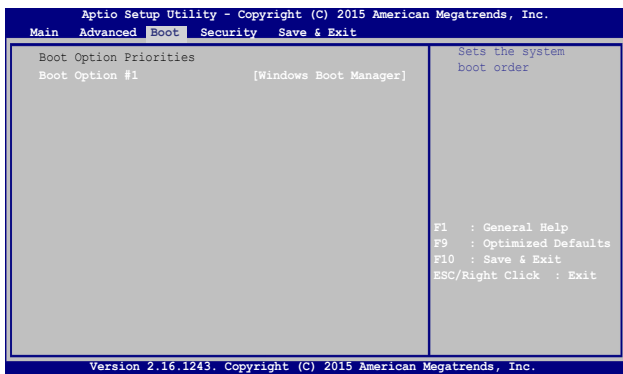 Aptio Setup Utility - Copyright (C) 2015 American Megatrends, Inc.
Main Advanced Boot Security Save & Exit
Boot Option Priorities
Boot Option #1 [Windows Boot Manager]
Sets the system
boot order
F1 : General Help
F9 : Optimized Defaults
F10 : Save & Exit
ESC/Right Click : Exit
Version 2.16.1243. Copyright (C) 2015 American Megatrends, Inc.